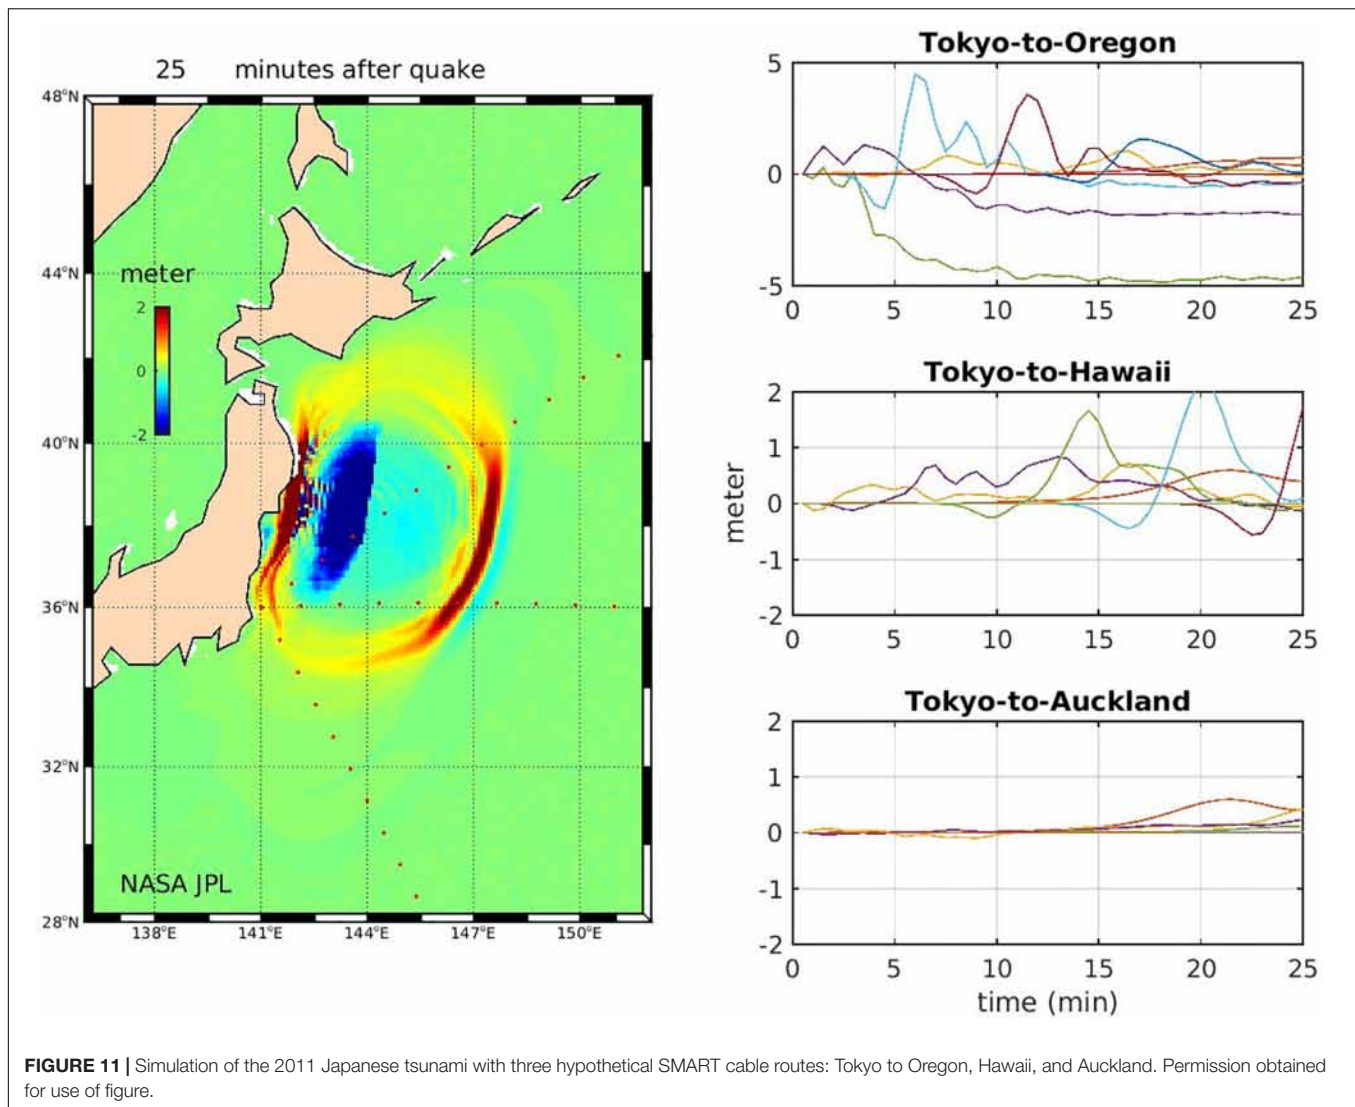 25 minutes after quake
48°N
44°N
40°N
36°N
32°N
28°N
138°E 141°E 144°E 147°E 150°E
meter
2
0
-2
NASA JPL
Tokyo-to-Oregon
5
0
-5
0 5 10 15 20 25
Tokyo-to-Hawaii
2
1
0
-1
-2
meter
0 5 10 15 20 25
Tokyo-to-Auckland
2
1
0
-1
-2
0 5 10 15 20 25
time (min)
FIGURE 11 | Simulation of the 2011 Japanese tsunami with three hypothetical SMART cable routes: Tokyo to Oregon, Hawaii, and Auckland. Permission obtained
for use of figure.